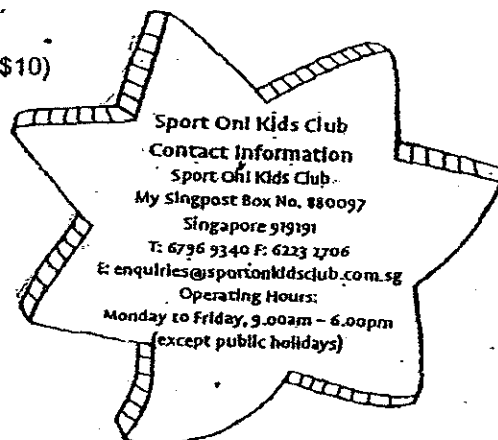 $10)
Sport On! Kids Club
Contact Information
Sport On! Kids Club
My Singpost Box No. 880097
Singapore 919191
T: 6796 9340 F: 6223 1706
E: enquiries@sportonkidsclub.com.sg
Operating Hours:
Monday to Friday, 9.00am – 6.00pm
(except public holidays)